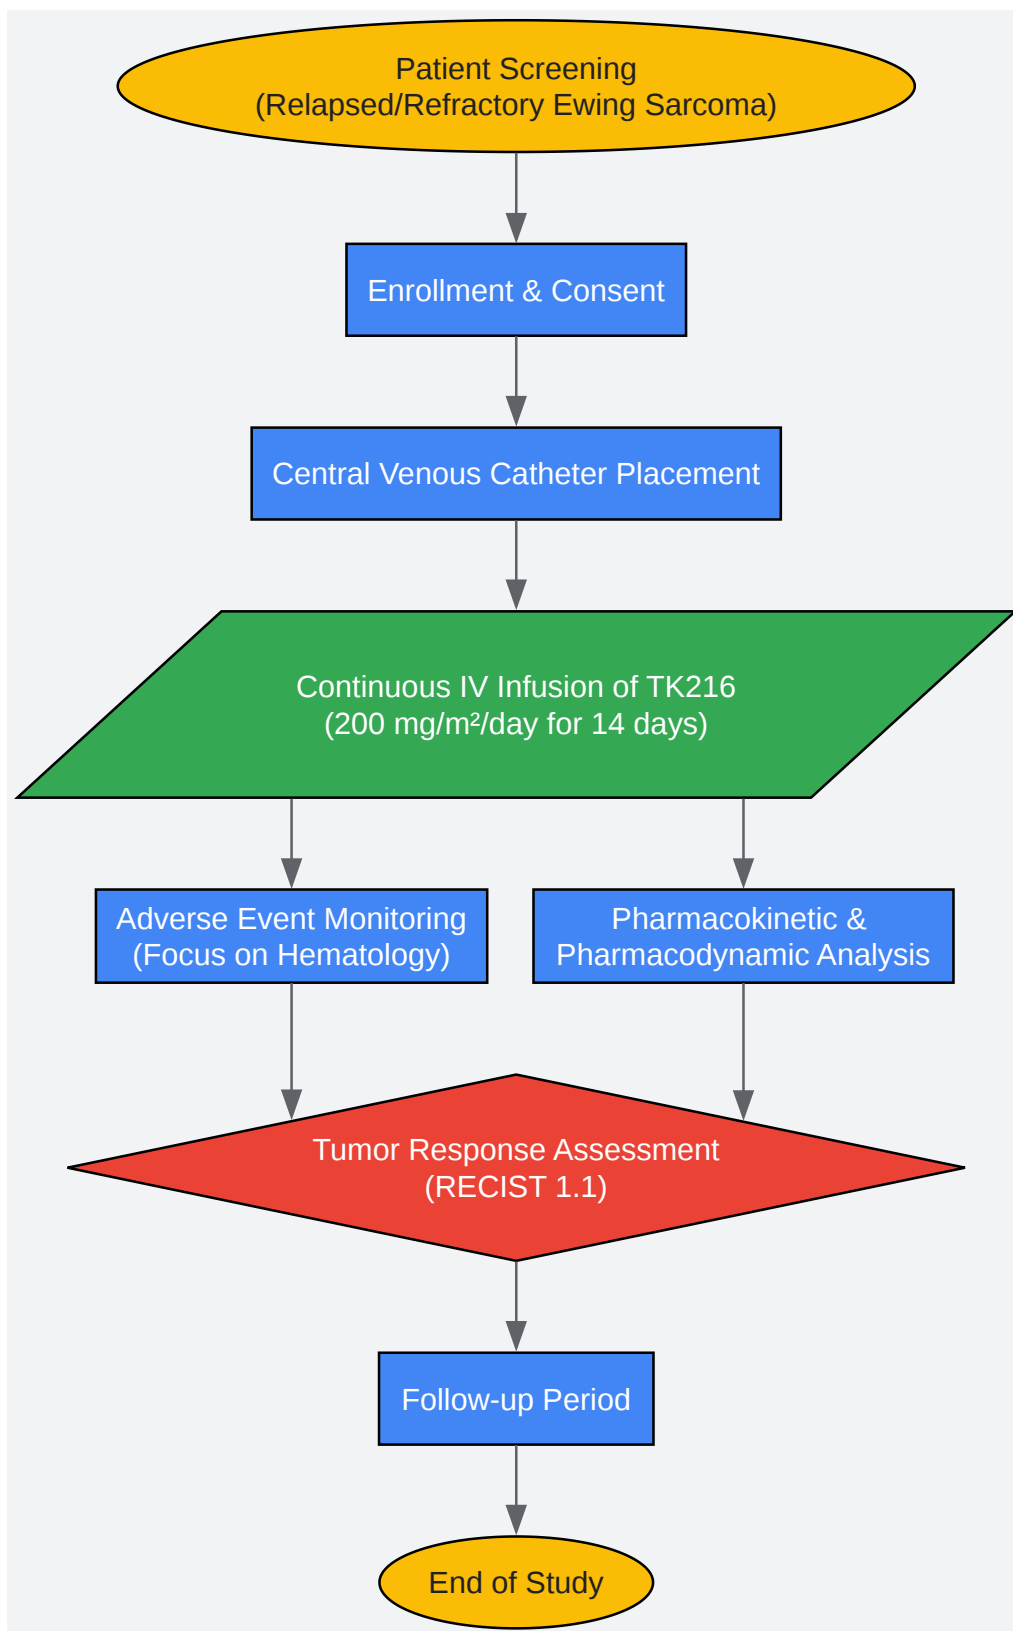 Patient Screening
(Relapsed/Refractory Ewing Sarcoma)
Enrollment & Consent
Central Venous Catheter Placement
Continuous IV Infusion of TK216
(200 mg/m²/day for 14 days)
Adverse Event Monitoring
(Focus on Hematology)
Pharmacokinetic &
Pharmacodynamic Analysis
Tumor Response Assessment
(RECIST 1.1)
Follow-up Period
End of Study